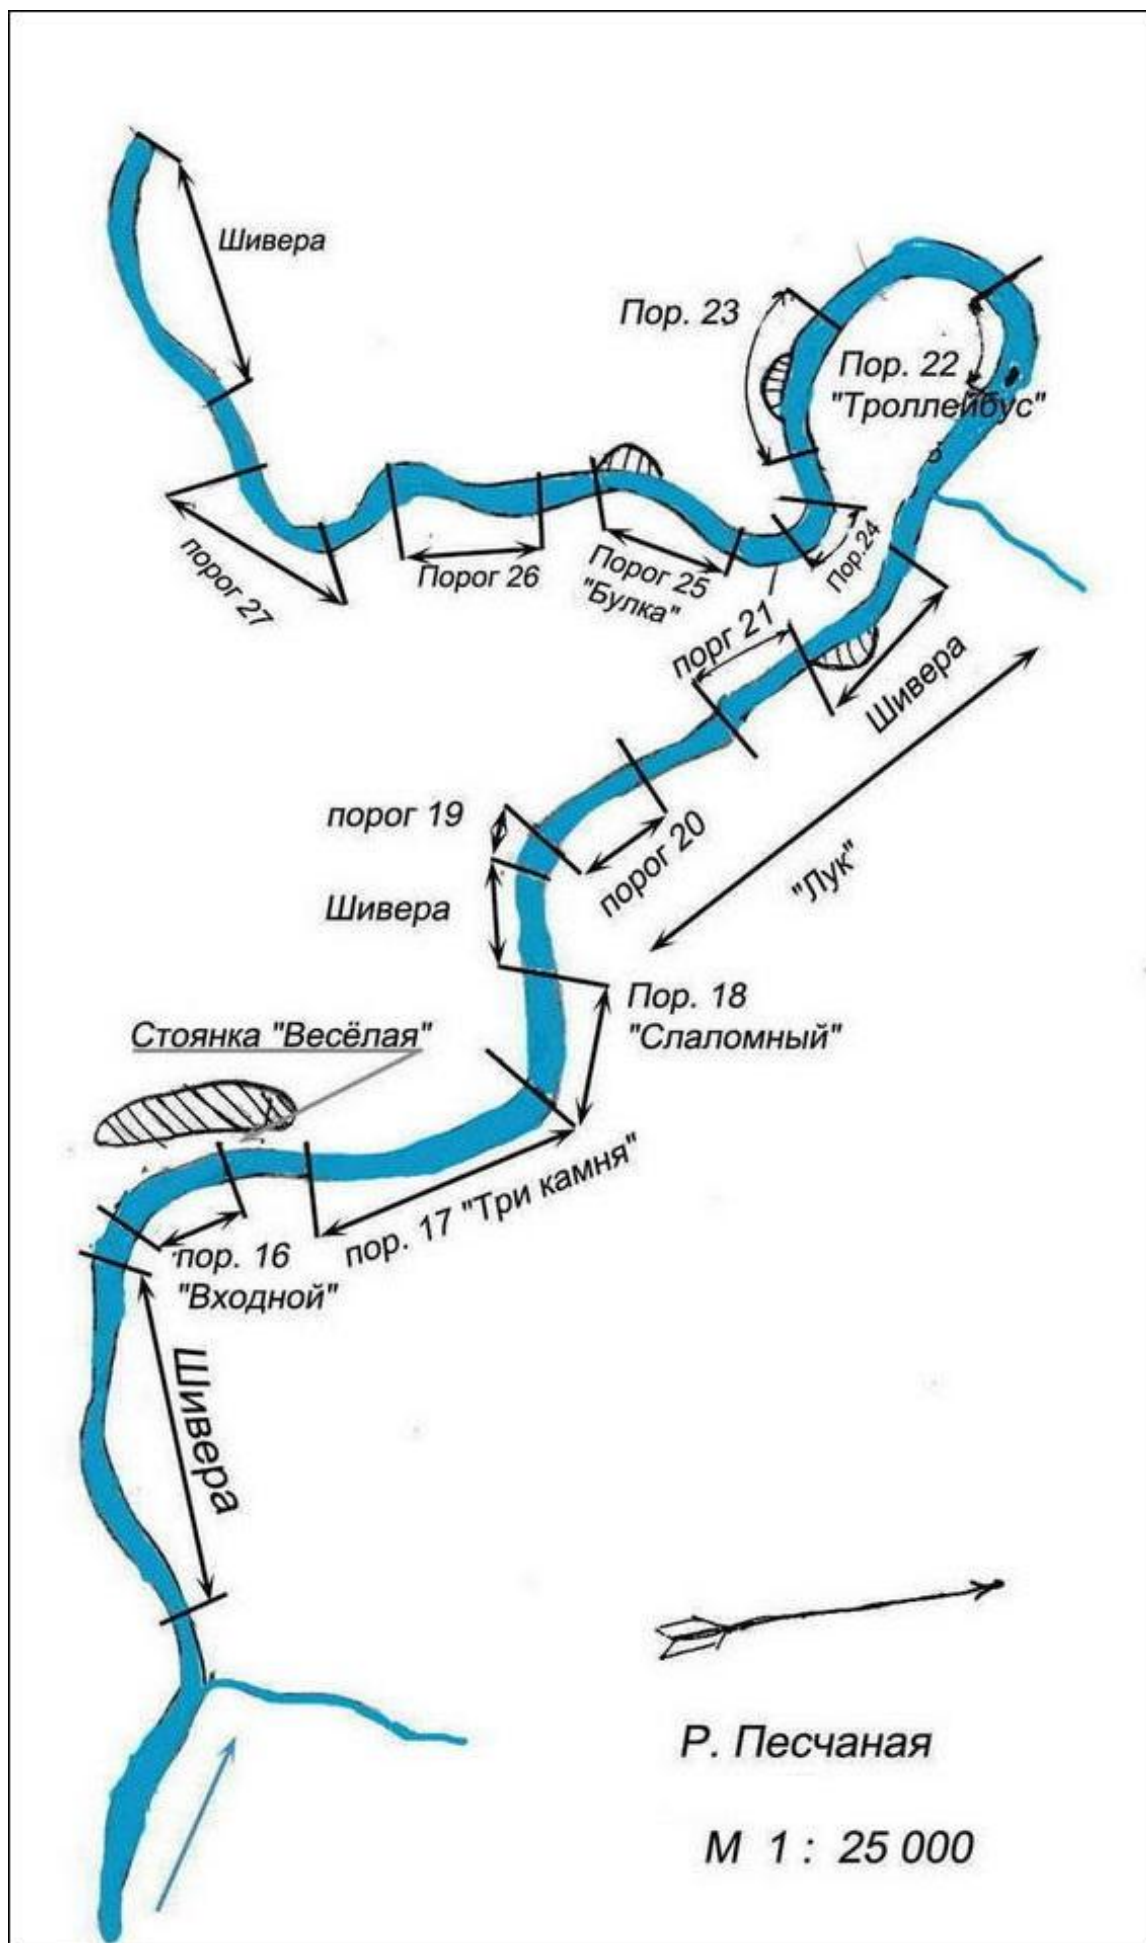 Шивера
Пор. 23
Пор. 22
"Троллейбус"
порог 27
Порог 26
Порог 25
"Булка"
Пор.24
порг 21
Шивера
порог 19
порог 20
"Лук"
Шивера
Пор. 18
"Слаломный"
Стоянка "Весёлая"
пор. 17 "Три камня"
пор. 16
"Входной"
Шивера
Р. Песчаная
М 1 : 25 000